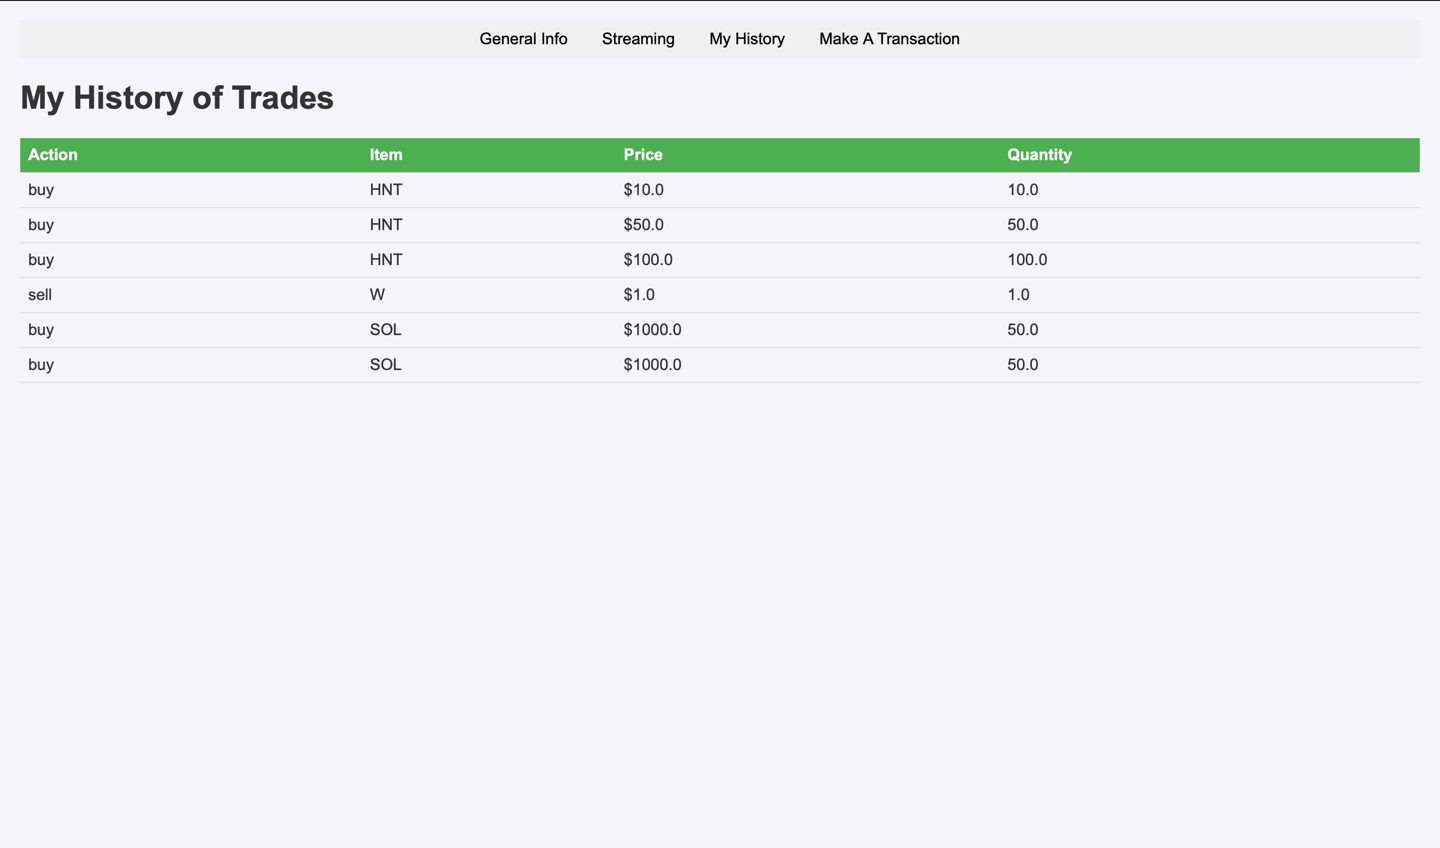 General Info Streaming My History Make A Transaction
My History of Trades
Action Item Price Quantity
buy HNT $10.0 10.0
buy HNT $50.0 50.0
buy HNT $100.0 100.0
sell W $1.0 1.0
buy SOL $1000.0 50.0
buy SOL $1000.0 50.0